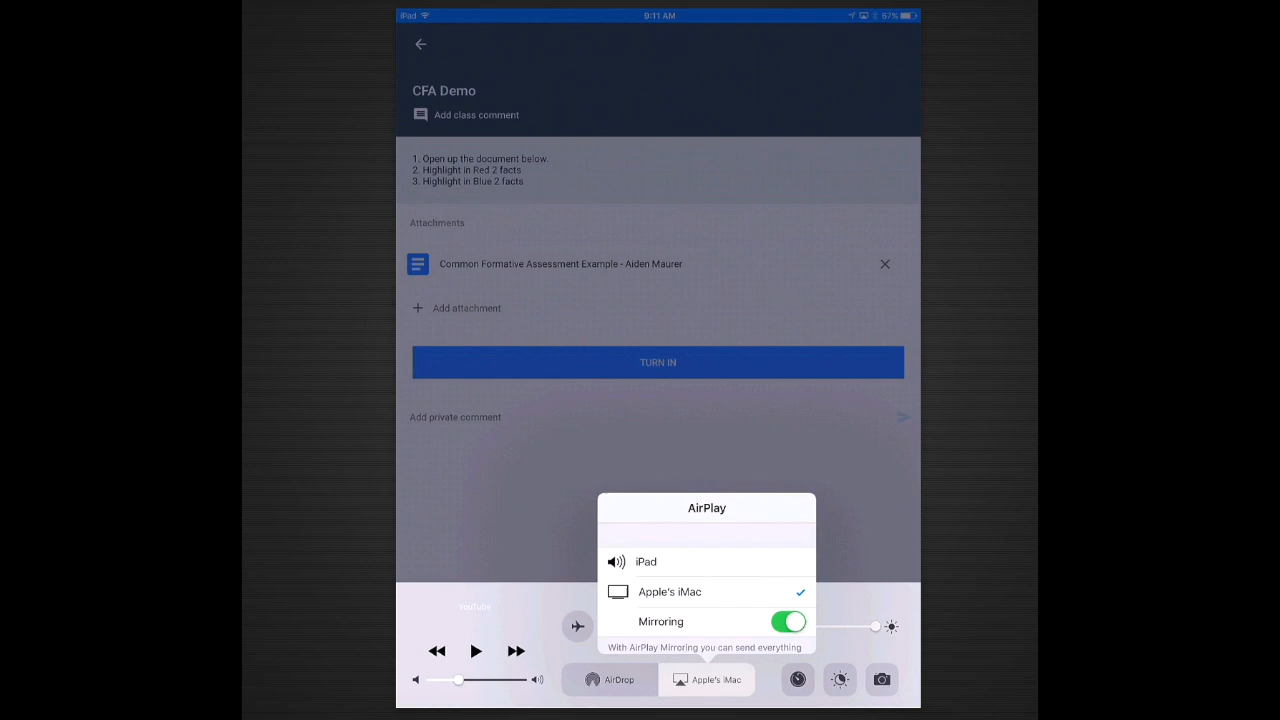 iPad
9:11 AM
67%
CFA Demo
Add class comment
1. Open up the document below.
2. Highlight in Red 2 facts
3. Highlight in Blue 2 facts
Attachments
Common Formative Assessment Example - Aiden Maurer
Add attachment
TURN IN
Add private comment
AirPlay
iPad
Apple's iMac
Mirroring
With AirPlay Mirroring you can send everything
YouTube
AirDrop
Apple's iMac